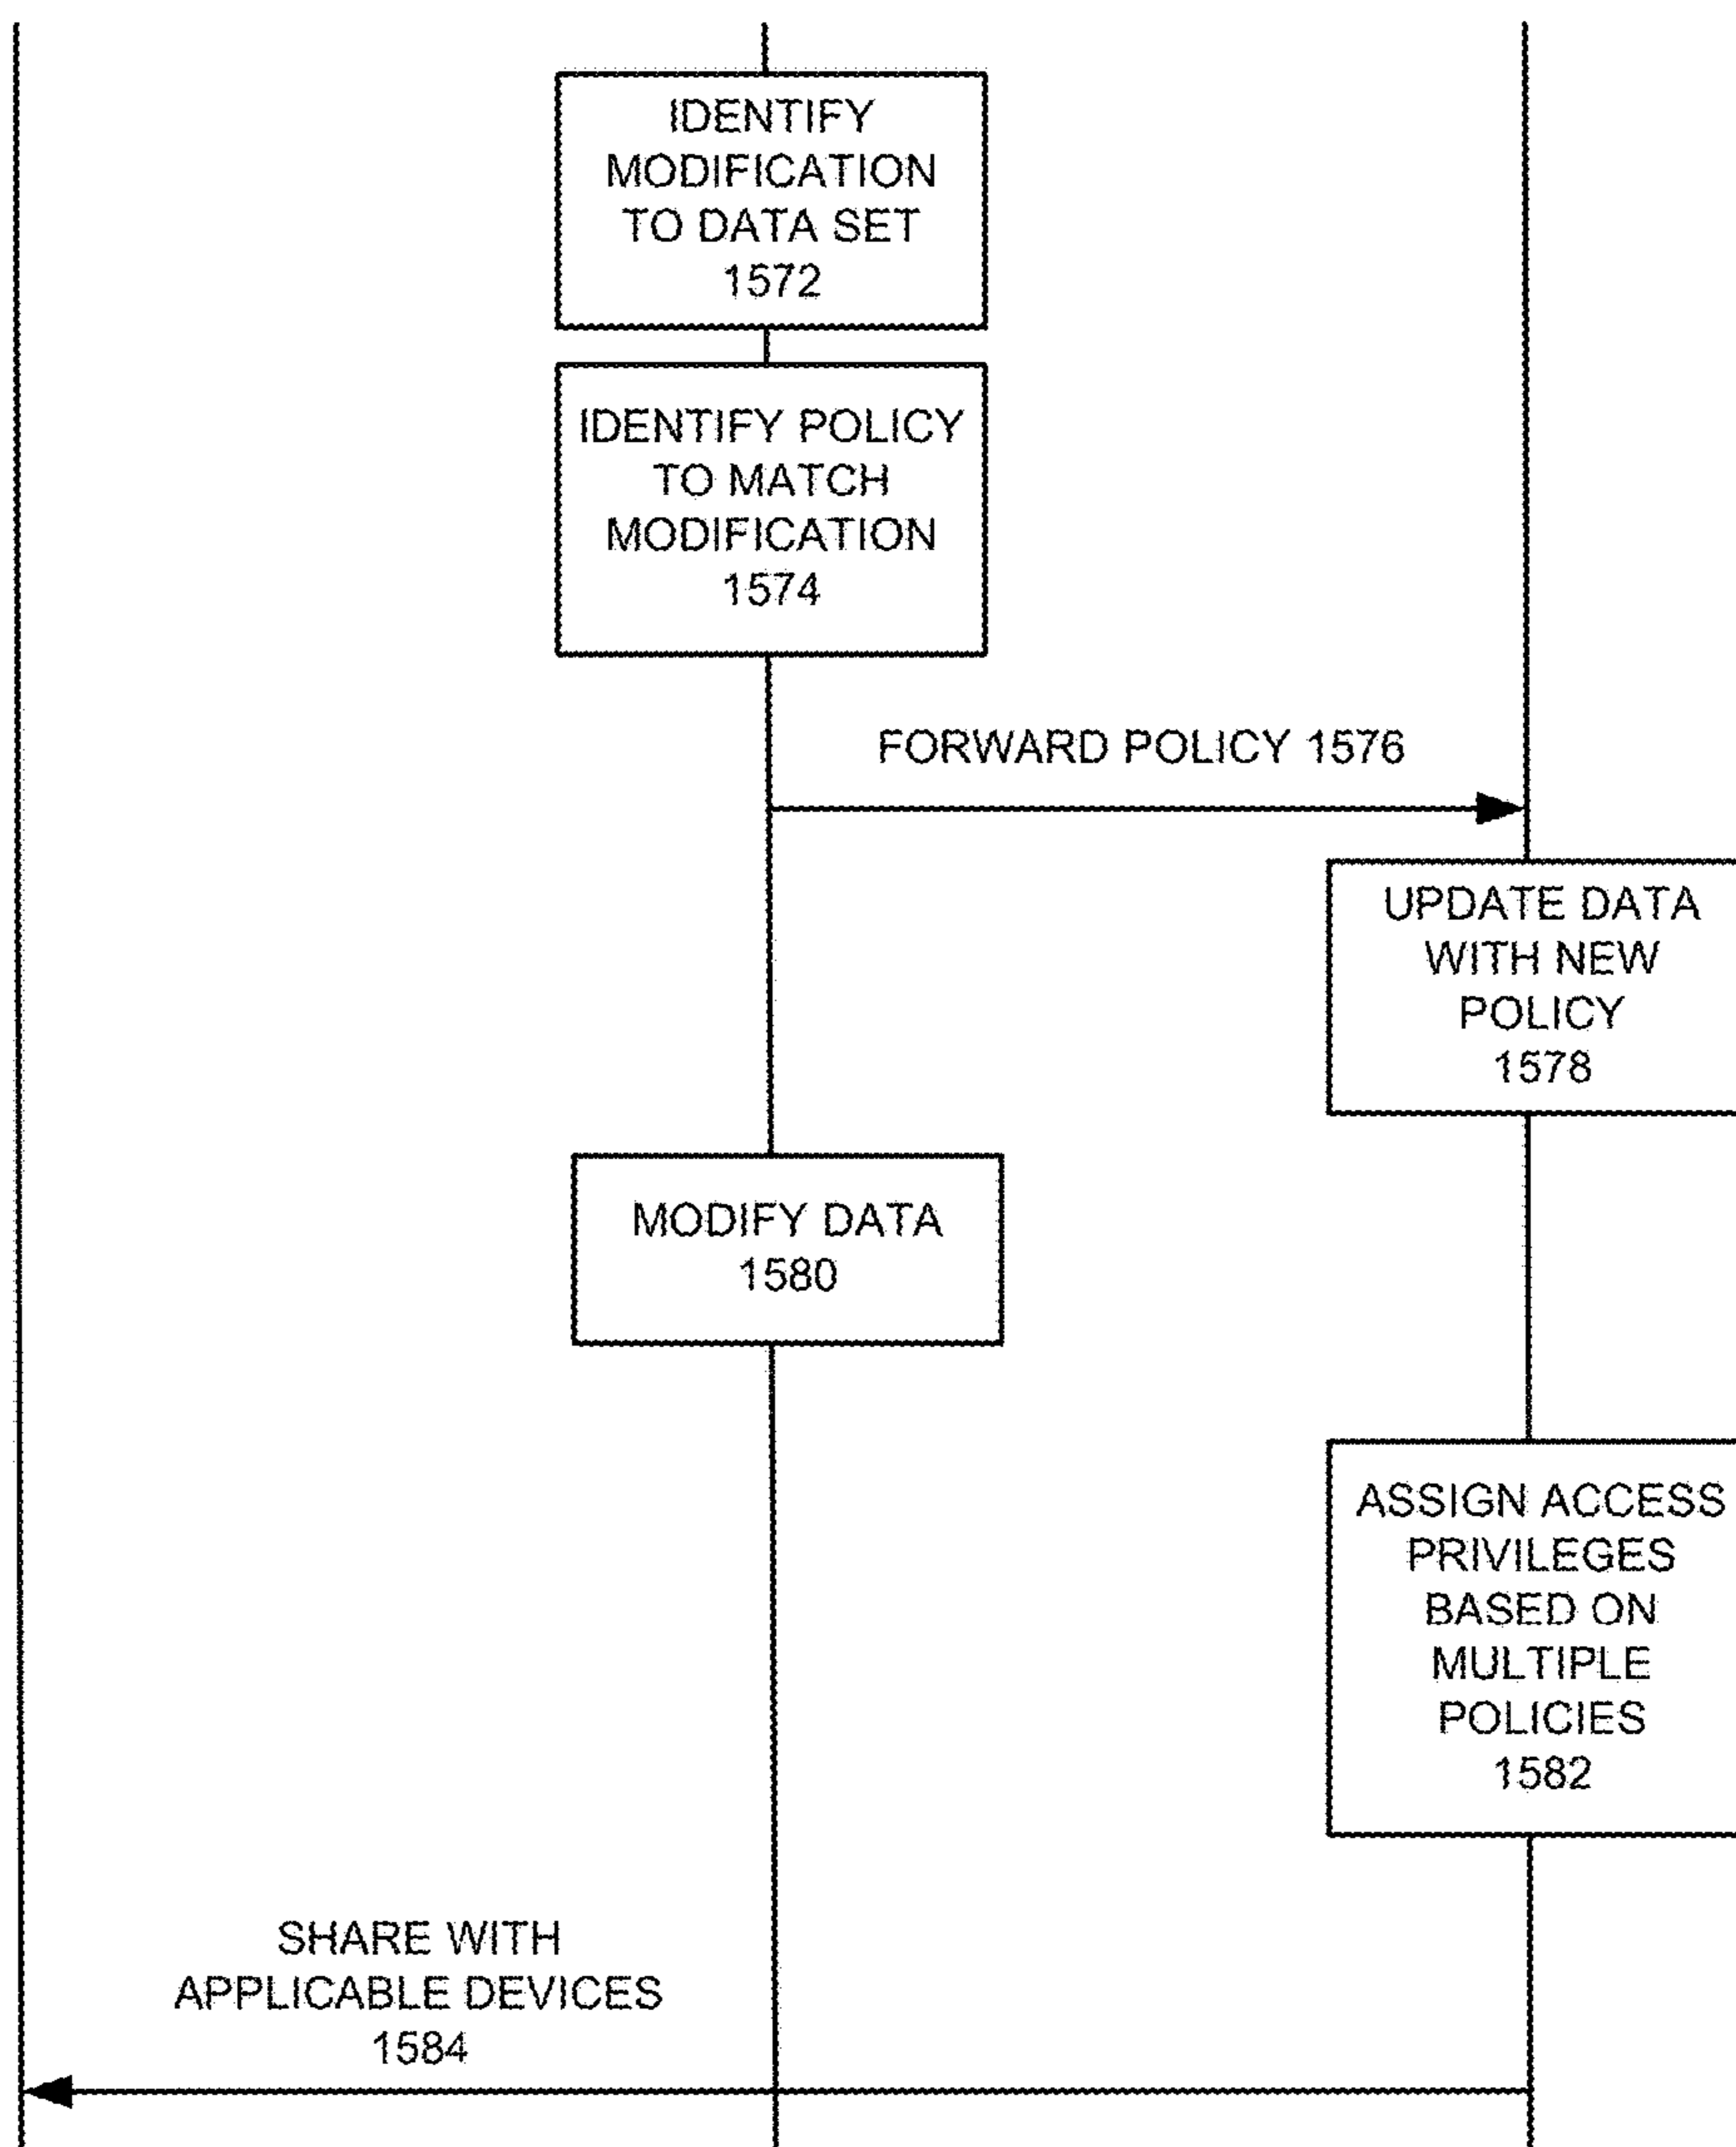 IDENTIFY
MODIFICATION
TO DATA SET
1572
IDENTIFY POLICY
TO MATCH
MODIFICATION
1574
FORWARD POLICY 1576
UPDATE DATA
WITH NEW
POLICY
1578
MODIFY DATA
1580
ASSIGN ACCESS
PRIVILEGES
BASED ON
MULTIPLE
POLICIES
1582
SHARE WITH
APPLICABLE DEVICES
1584